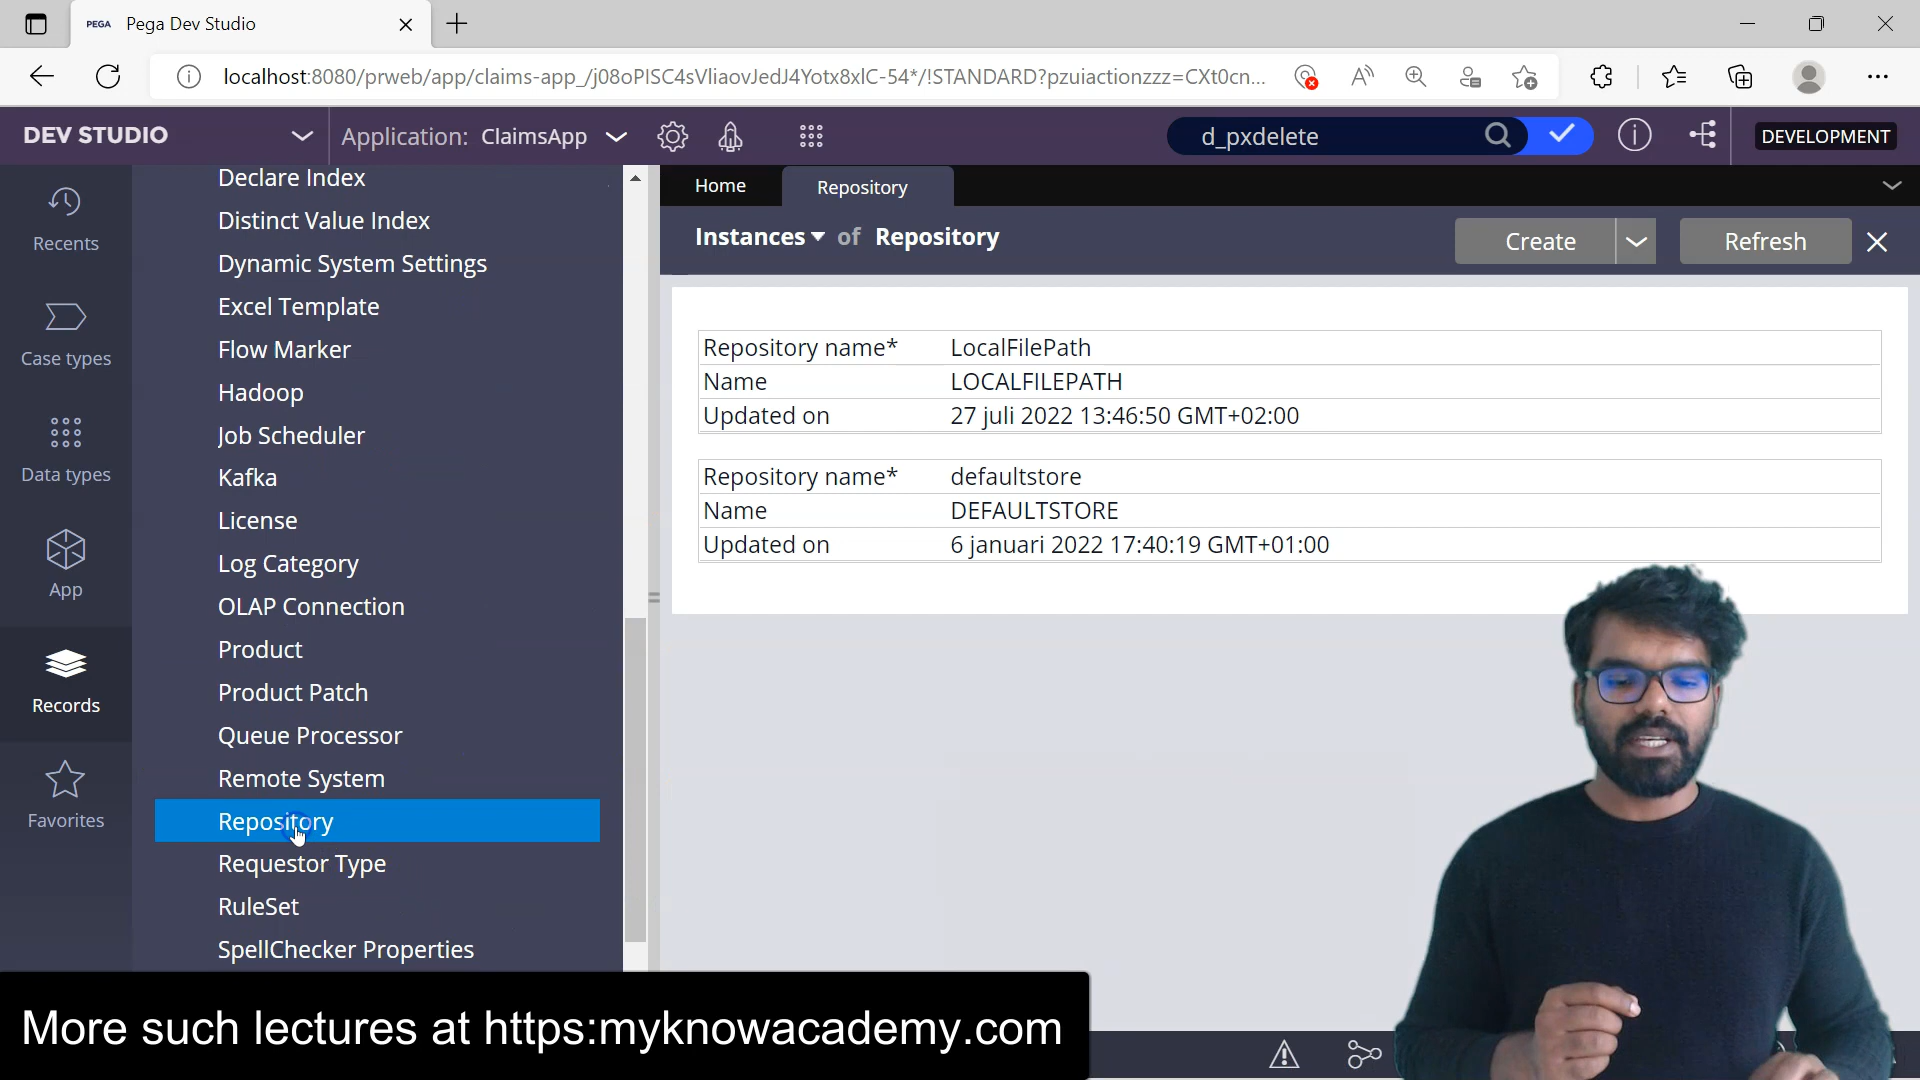 PEGA Pega Dev Studio
localhost:8080/prweb/app/claims-app_/j08oPISC4sVliaovJedJ4Yotx8xlC-54*/!STANDARD?pzuiactionzzz=CXt0cn...
DEV STUDIO
Application: ClaimsApp
d_pxdelete
DEVELOPMENT
Recents
Case types
Data types
App
Records
Favorites
Declare Index
Distinct Value Index
Dynamic System Settings
Excel Template
Flow Marker
Hadoop
Job Scheduler
Kafka
License
Log Category
OLAP Connection
Product
Product Patch
Queue Processor
Remote System
Repository
Requestor Type
RuleSet
SpellChecker Properties
Home Repository
Instances of Repository
Create
Refresh
Repository name* LocalFilePath
Name LOCALFILEPATH
Updated on 27 juli 2022 13:46:50 GMT+02:00
Repository name* defaultstore
Name DEFAULTSTORE
Updated on 6 januari 2022 17:40:19 GMT+01:00
More such lectures at https:myknowacademy.com